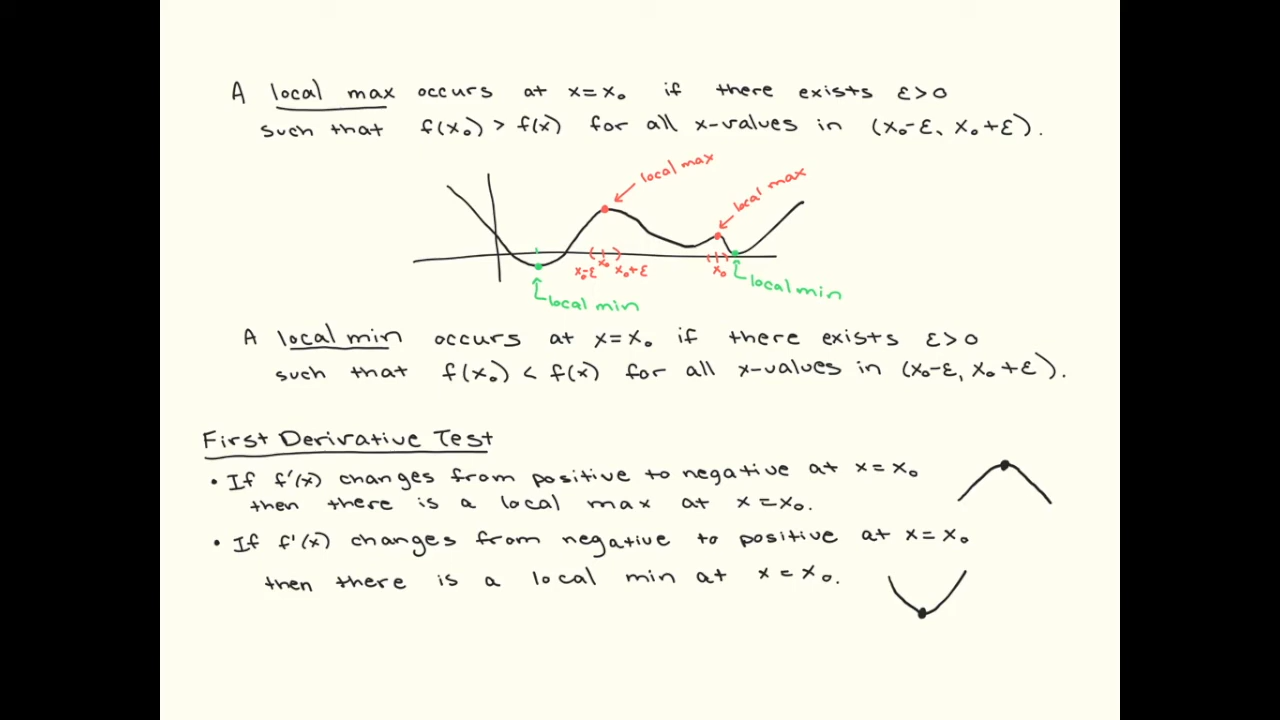 A local max occurs at x=x₀ if there exists ε>0
such that f(x₀) > f(x) for all x-values in (x₀-ε, x₀+ε).
local max
local max
( x₀ )
x₀-ε x₀+ε
( x₀ )
local min
local min
A local min occurs at x=x₀ if there exists ε>0
such that f(x₀) < f(x) for all x-values in (x₀-ε, x₀+ε).
First Derivative Test
• If f'(x) changes from positive to negative at x=x₀
then there is a local max at x=x₀.
• If f'(x) changes from negative to positive at x=x₀
then there is a local min at x=x₀.